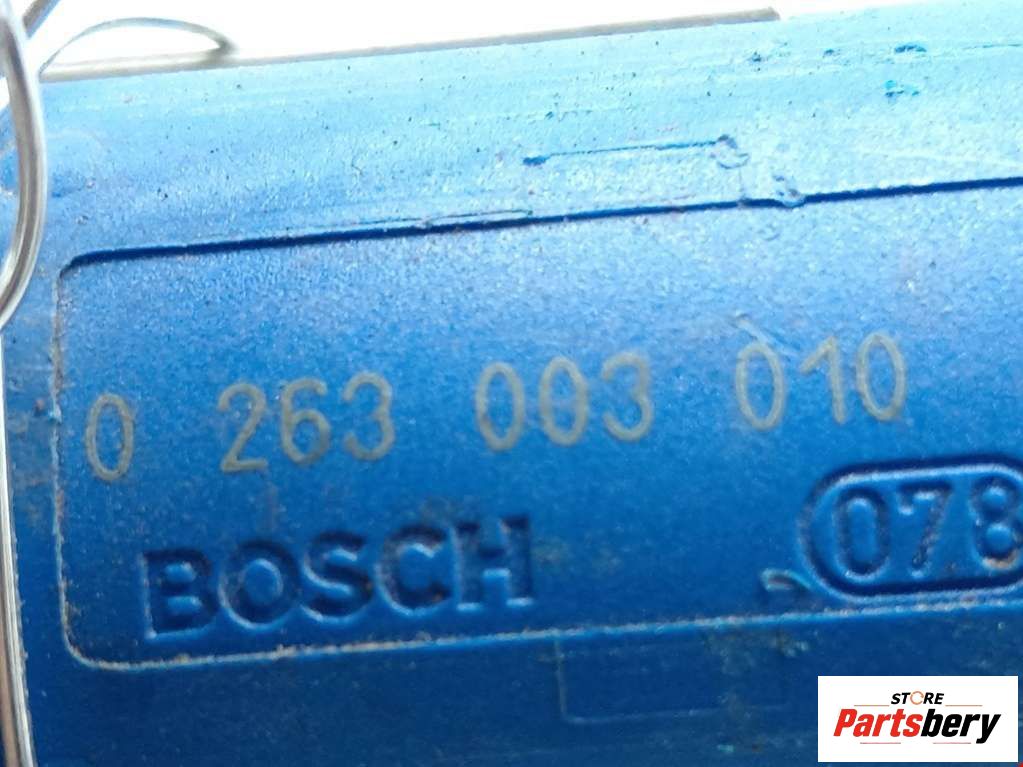 0 263 003 010
BOSCH
078
STORE
Partsbery